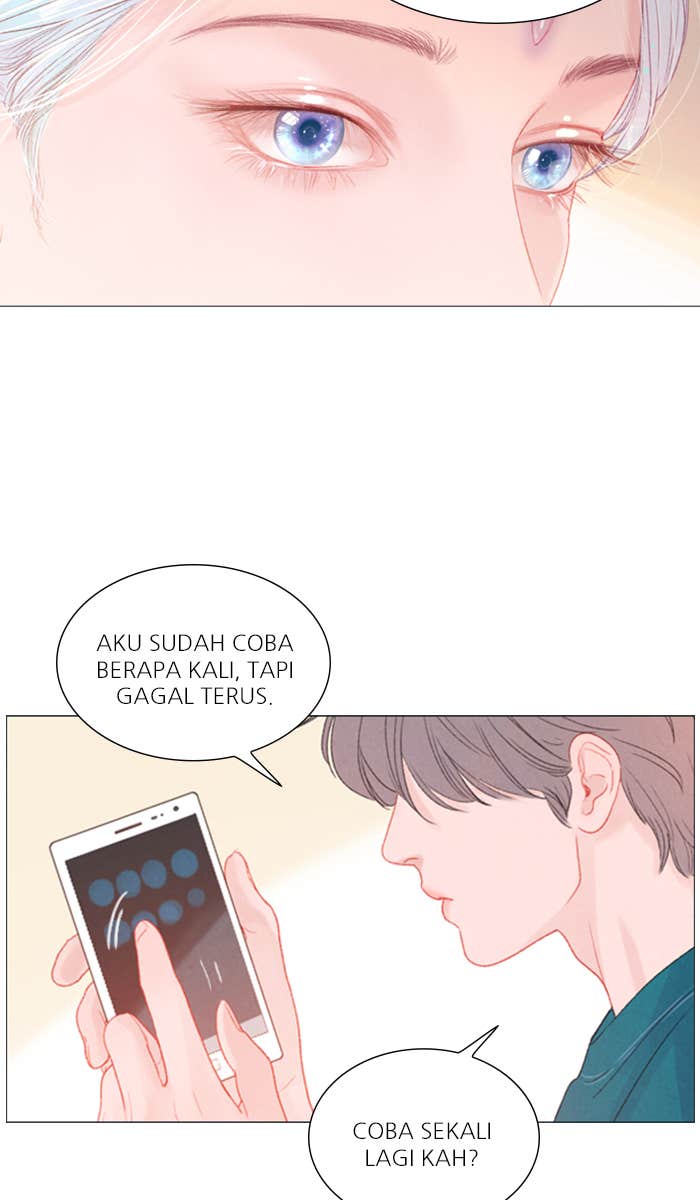 AKU SUDAH COBA
BERAPA KALI, TAPI
GAGAL TERUS.
COBA SEKALI
LAGI KAH?